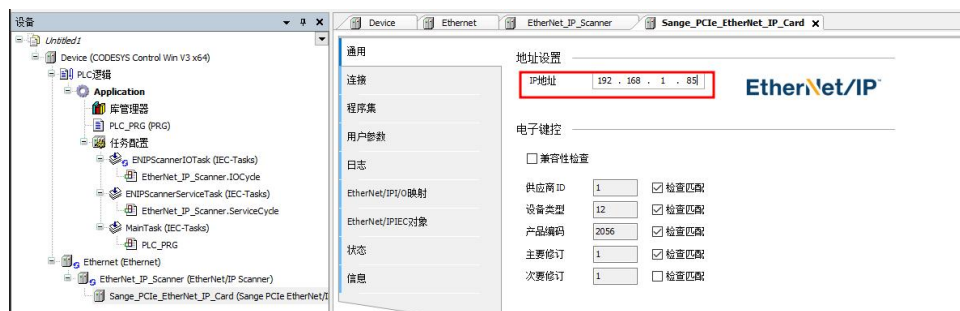 设备
Untitled1
Device (CODESYS Control Win V3 x64)
PLC逻辑
Application
库管理器
PLC_PRG (PRG)
任务配置
ENIPScannerIOTask (IEC-Tasks)
EtherNet_IP_Scanner.IOCycle
ENIPScannerServiceTask (IEC-Tasks)
EtherNet_IP_Scanner.ServiceCycle
MainTask (IEC-Tasks)
PLC_PRG
Ethernet (Ethernet)
EtherNet_IP_Scanner (EtherNet/IP Scanner)
Sange_PCIe_EtherNet_IP_Card (Sange PCIe EtherNet/I
Device Ethernet EtherNet_IP_Scanner Sange_PCIe_EtherNet_IP_Card
通用
连接
程序集
用户参数
日志
EtherNet/IPI/O映射
EtherNet/IPIEC对象
状态
信息
地址设置
IP地址 192 . 168 . 1 . 85
EtherNet/IP
电子键控
兼容性检查
供应商ID 1 检查匹配
设备类型 12 检查匹配
产品编码 2056 检查匹配
主要修订 1 检查匹配
次要修订 1 检查匹配